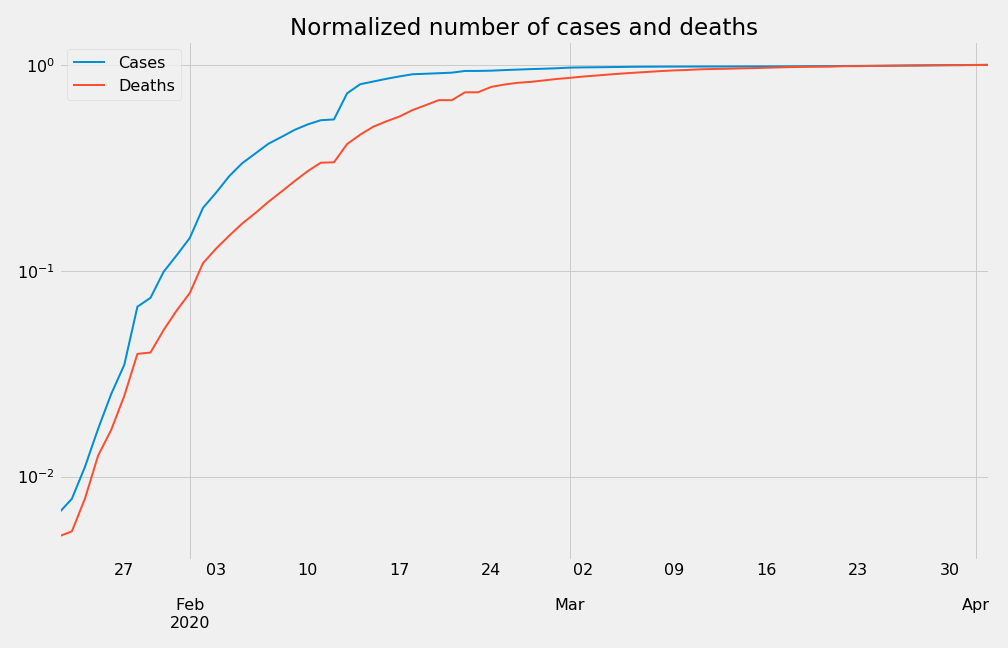 Normalized number of cases and deaths
Cases
Deaths
10⁰
10⁻¹
10⁻²
27 03 10 17 24 02 09 16 23 30
Feb Mar Apr
2020